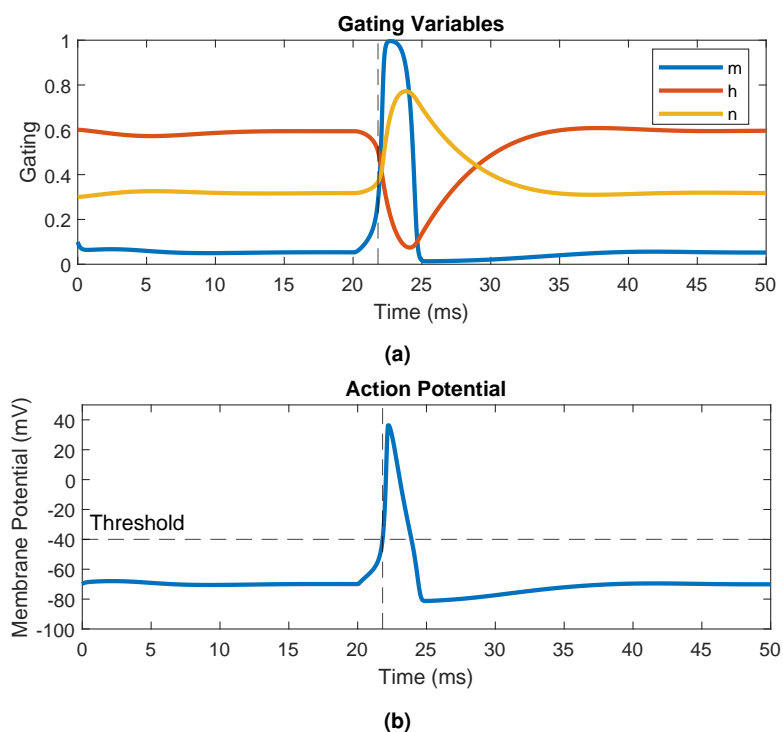 Gating Variables
1
0.8
0.6
0.4
0.2
0
Gating
m
h
n
0 5 10 15 20 25 30 35 40 45 50
Time (ms)
(a)
Action Potential
40
20
0
-20
-40
-60
-80
-100
Membrane Potential (mV)
Threshold
0 5 10 15 20 25 30 35 40 45 50
Time (ms)
(b)